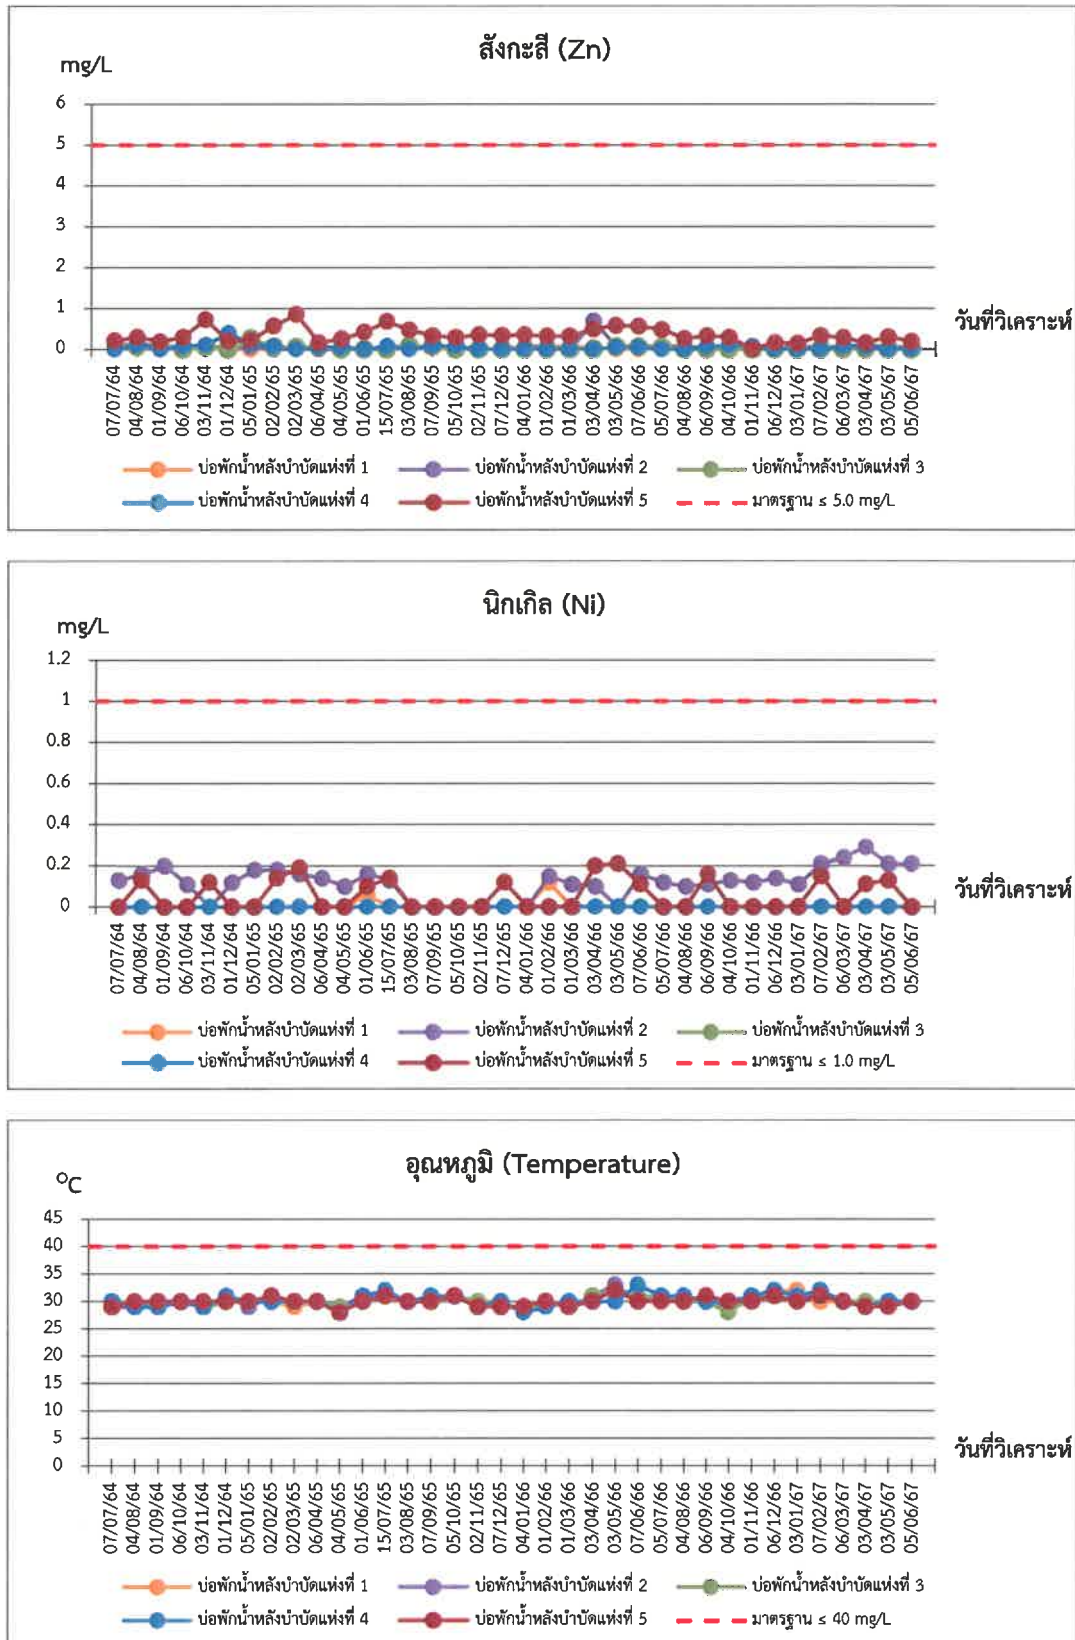 สังกะสี (Zn)
mg/L
6
5
4
3
2
1
0
วันที่วิเคราะห์
07/07/64 04/08/64 01/09/64 06/10/64 03/11/64 01/12/64 05/01/65 02/02/65 02/03/65 06/04/65 04/05/65 01/06/65 15/07/65 03/08/65 07/09/65 05/10/65 02/11/65 07/12/65 04/01/66 01/02/66 01/03/66 03/04/66 03/05/66 07/06/66 05/07/66 04/08/66 06/09/66 04/10/66 01/11/66 06/12/66 03/01/67 07/02/67 06/03/67 03/04/67 03/05/67 05/06/67
บ่อพักน้ำหลังบำบัดแห่งที่ 1 บ่อพักน้ำหลังบำบัดแห่งที่ 2 บ่อพักน้ำหลังบำบัดแห่งที่ 3
บ่อพักน้ำหลังบำบัดแห่งที่ 4 บ่อพักน้ำหลังบำบัดแห่งที่ 5 มาตรฐาน ≤ 5.0 mg/L
นิกเกิล (Ni)
mg/L
1.2
1
0.8
0.6
0.4
0.2
0
วันที่วิเคราะห์
07/07/64 04/08/64 01/09/64 06/10/64 03/11/64 01/12/64 05/01/65 02/02/65 02/03/65 06/04/65 04/05/65 01/06/65 15/07/65 03/08/65 07/09/65 05/10/65 02/11/65 07/12/65 04/01/66 01/02/66 01/03/66 03/04/66 03/05/66 07/06/66 05/07/66 04/08/66 06/09/66 04/10/66 01/11/66 06/12/66 03/01/67 07/02/67 06/03/67 03/04/67 03/05/67 05/06/67
บ่อพักน้ำหลังบำบัดแห่งที่ 1 บ่อพักน้ำหลังบำบัดแห่งที่ 2 บ่อพักน้ำหลังบำบัดแห่งที่ 3
บ่อพักน้ำหลังบำบัดแห่งที่ 4 บ่อพักน้ำหลังบำบัดแห่งที่ 5 มาตรฐาน ≤ 1.0 mg/L
อุณหภูมิ (Temperature)
°C
45
40
35
30
25
20
15
10
5
0
วันที่วิเคราะห์
07/07/64 04/08/64 01/09/64 06/10/64 03/11/64 01/12/64 05/01/65 02/02/65 02/03/65 06/04/65 04/05/65 01/06/65 15/07/65 03/08/65 07/09/65 05/10/65 02/11/65 07/12/65 04/01/66 01/02/66 01/03/66 03/04/66 03/05/66 07/06/66 05/07/66 04/08/66 06/09/66 04/10/66 01/11/66 06/12/66 03/01/67 07/02/67 06/03/67 03/04/67 03/05/67 05/06/67
บ่อพักน้ำหลังบำบัดแห่งที่ 1 บ่อพักน้ำหลังบำบัดแห่งที่ 2 บ่อพักน้ำหลังบำบัดแห่งที่ 3
บ่อพักน้ำหลังบำบัดแห่งที่ 4 บ่อพักน้ำหลังบำบัดแห่งที่ 5 มาตรฐาน ≤ 40 mg/L